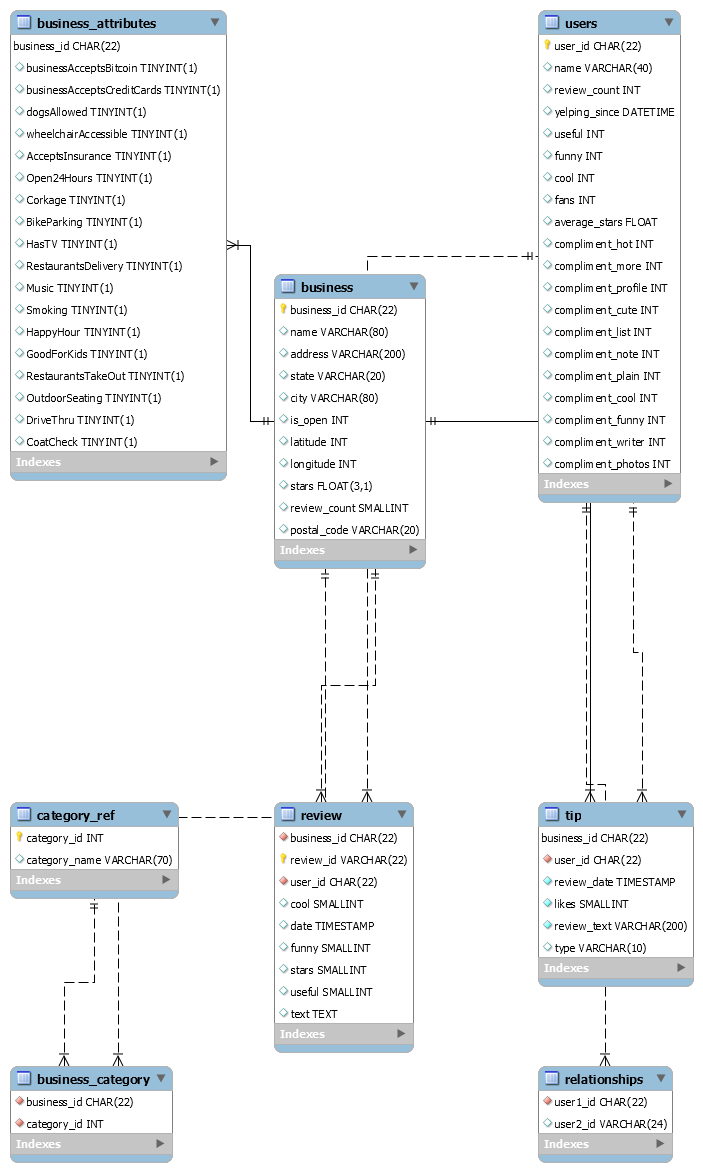 business_attributes
business_id CHAR(22)
businessAcceptsBitcoin TINYINT(1)
businessAcceptsCreditCards TINYINT(1)
dogsAllowed TINYINT(1)
wheelchairAccessible TINYINT(1)
AcceptsInsurance TINYINT(1)
Open24Hours TINYINT(1)
Corkage TINYINT(1)
BikeParking TINYINT(1)
HasTV TINYINT(1)
RestaurantsDelivery TINYINT(1)
Music TINYINT(1)
Smoking TINYINT(1)
HappyHour TINYINT(1)
GoodForKids TINYINT(1)
RestaurantsTakeOut TINYINT(1)
OutdoorSeating TINYINT(1)
DriveThru TINYINT(1)
CoatCheck TINYINT(1)
Indexes
users
user_id CHAR(22)
name VARCHAR(40)
review_count INT
yelping_since DATETIME
useful INT
funny INT
cool INT
fans INT
average_stars FLOAT
compliment_hot INT
compliment_more INT
compliment_profile INT
compliment_cute INT
compliment_list INT
compliment_note INT
compliment_plain INT
compliment_cool INT
compliment_funny INT
compliment_writer INT
compliment_photos INT
Indexes
business
business_id CHAR(22)
name VARCHAR(80)
address VARCHAR(200)
state VARCHAR(20)
city VARCHAR(80)
is_open INT
latitude INT
longitude INT
stars FLOAT(3,1)
review_count SMALLINT
postal_code VARCHAR(20)
Indexes
category_ref
category_id INT
category_name VARCHAR(70)
Indexes
review
business_id CHAR(22)
review_id VARCHAR(22)
user_id CHAR(22)
cool SMALLINT
date TIMESTAMP
funny SMALLINT
stars SMALLINT
useful SMALLINT
text TEXT
Indexes
tip
business_id CHAR(22)
user_id CHAR(22)
review_date TIMESTAMP
likes SMALLINT
review_text VARCHAR(200)
type VARCHAR(10)
Indexes
business_category
business_id CHAR(22)
category_id INT
Indexes
relationships
user1_id CHAR(22)
user2_id VARCHAR(24)
Indexes